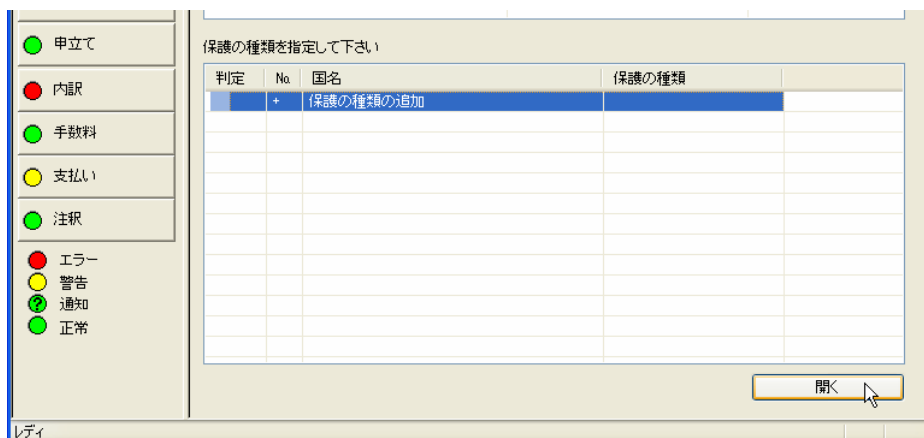 申立て
内訳
手数料
支払い
注釈
エラー
警告
? 通知
正常
保護の種類を指定して下さい
判定 No. 国名 保護の種類
+ 保護の種類の追加
開く
レディ